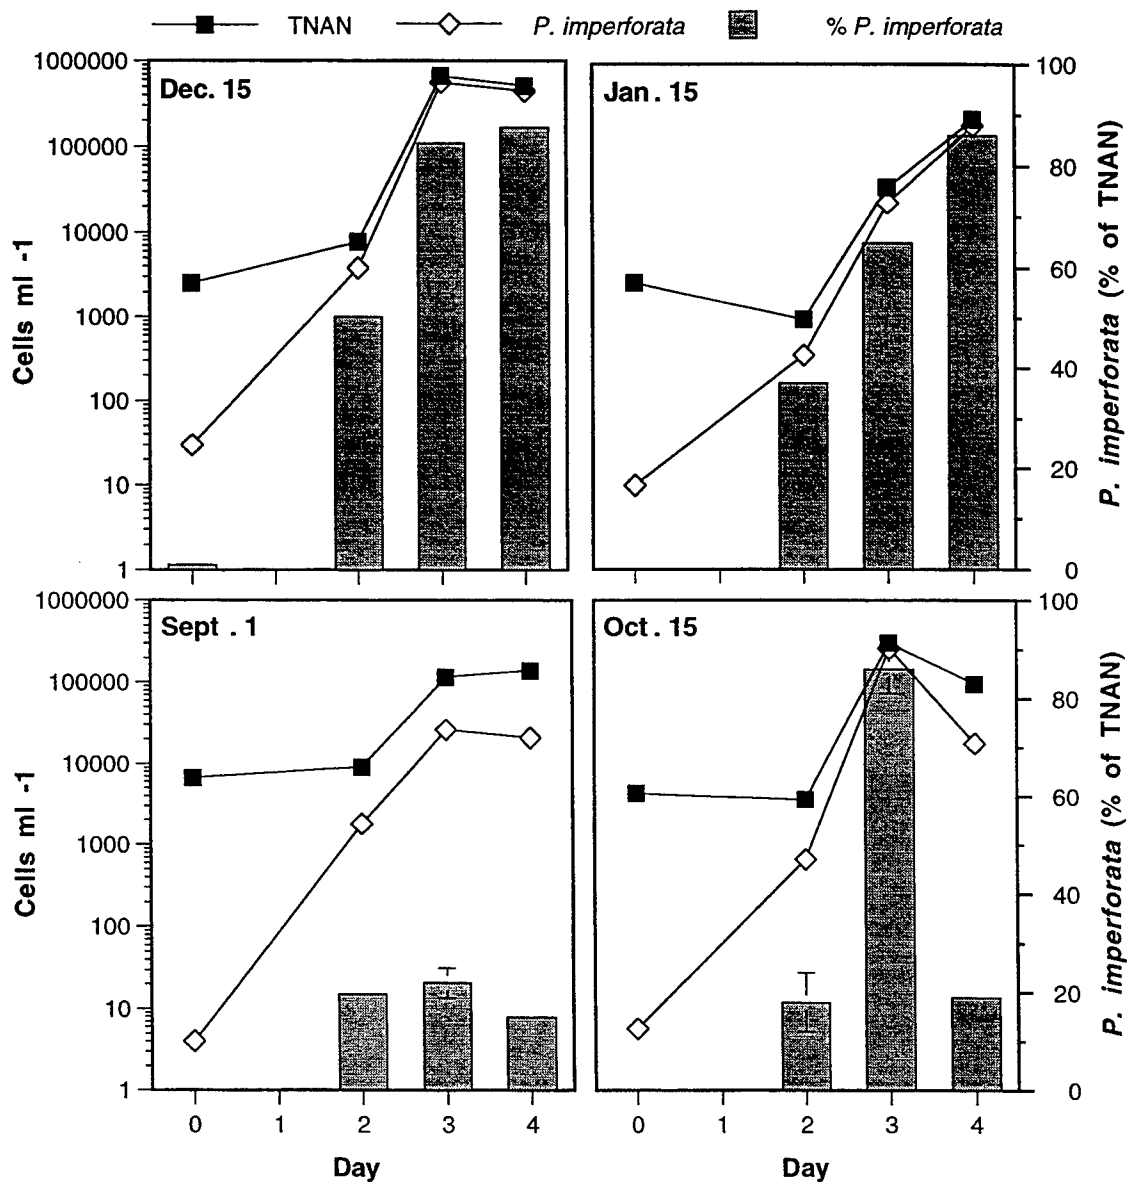 TNAN P. imperforata % P. imperforata
Dec. 15
Jan. 15
1000000
100000
10000
1000
100
10
1
100
80
60
40
20
0
Cells ml -1
P. imperforata (% of TNAN)
Sept . 1
Oct. 15
1000000
100000
10000
1000
100
10
1
100
80
60
40
20
0
Cells ml -1
P. imperforata (% of TNAN)
0 1 2 3 4
0 1 2 3 4
Day
Day